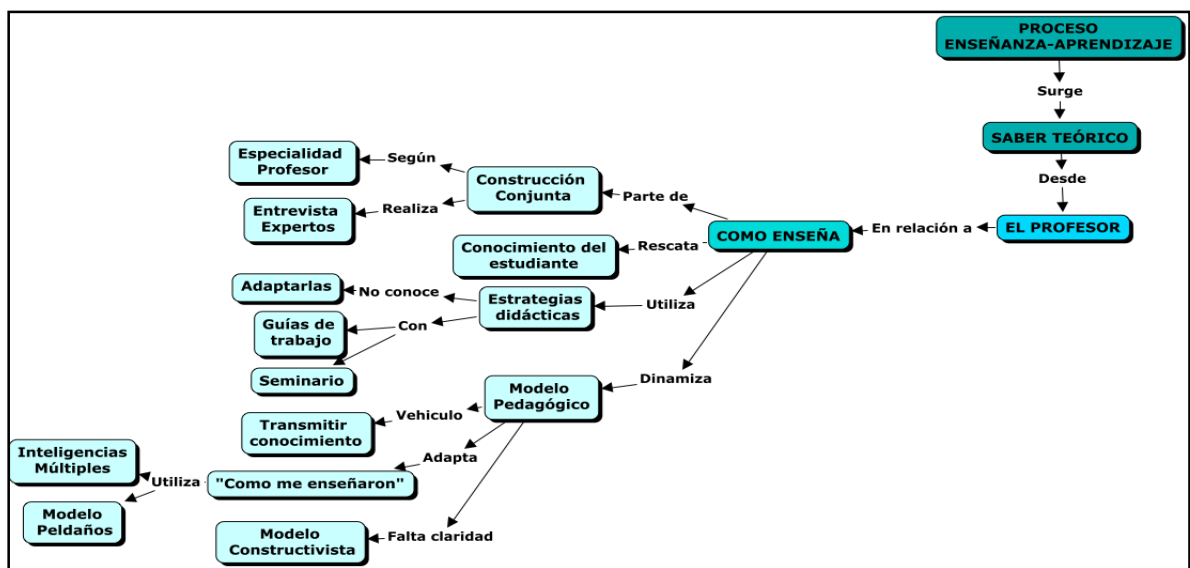 PROCESO
ENSEÑANZA-APRENDIZAJE
Surge
SABER TEÓRICO
Desde
EL PROFESOR
En relación a
COMO ENSEÑA
Parte de
Construcción
Conjunta
Según
Especialidad
Profesor
Realiza
Entrevista
Expertos
Rescata
Conocimiento del
estudiante
Utiliza
Estrategias
didácticas
No conoce
Adaptarlas
Con
Guías de
trabajo
Seminario
Dinamiza
Modelo
Pedagógico
Vehiculo
Transmitir
conocimiento
Adapta
"Como me enseñaron"
Utiliza
Inteligencias
Múltiples
Modelo
Peldaños
Falta claridad
Modelo
Constructivista